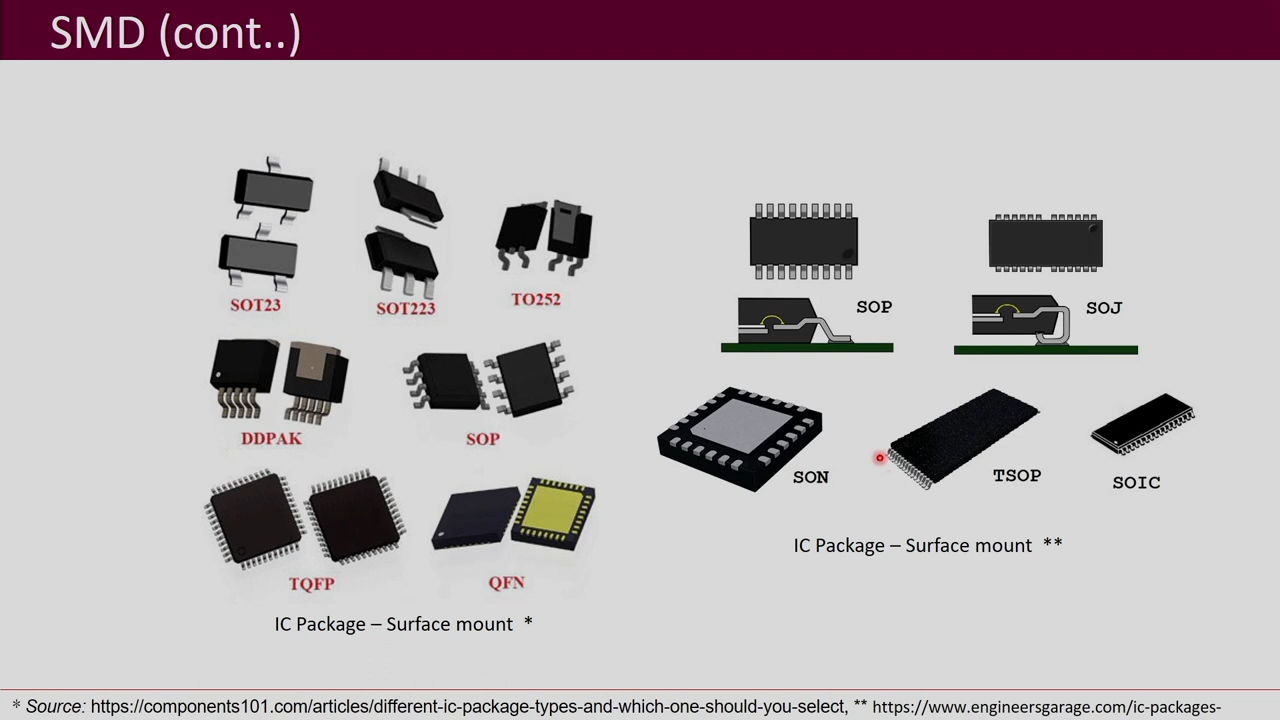 SMD (cont..)
SOT23
SOT223
TO252
DDPAK
SOP
TQFP
QFN
IC Package – Surface mount *
SOP
SOJ
SON
TSOP
SOIC
IC Package – Surface mount **
* Source: https://components101.com/articles/different-ic-package-types-and-which-one-should-you-select, ** https://www.engineersgarage.com/ic-packages-